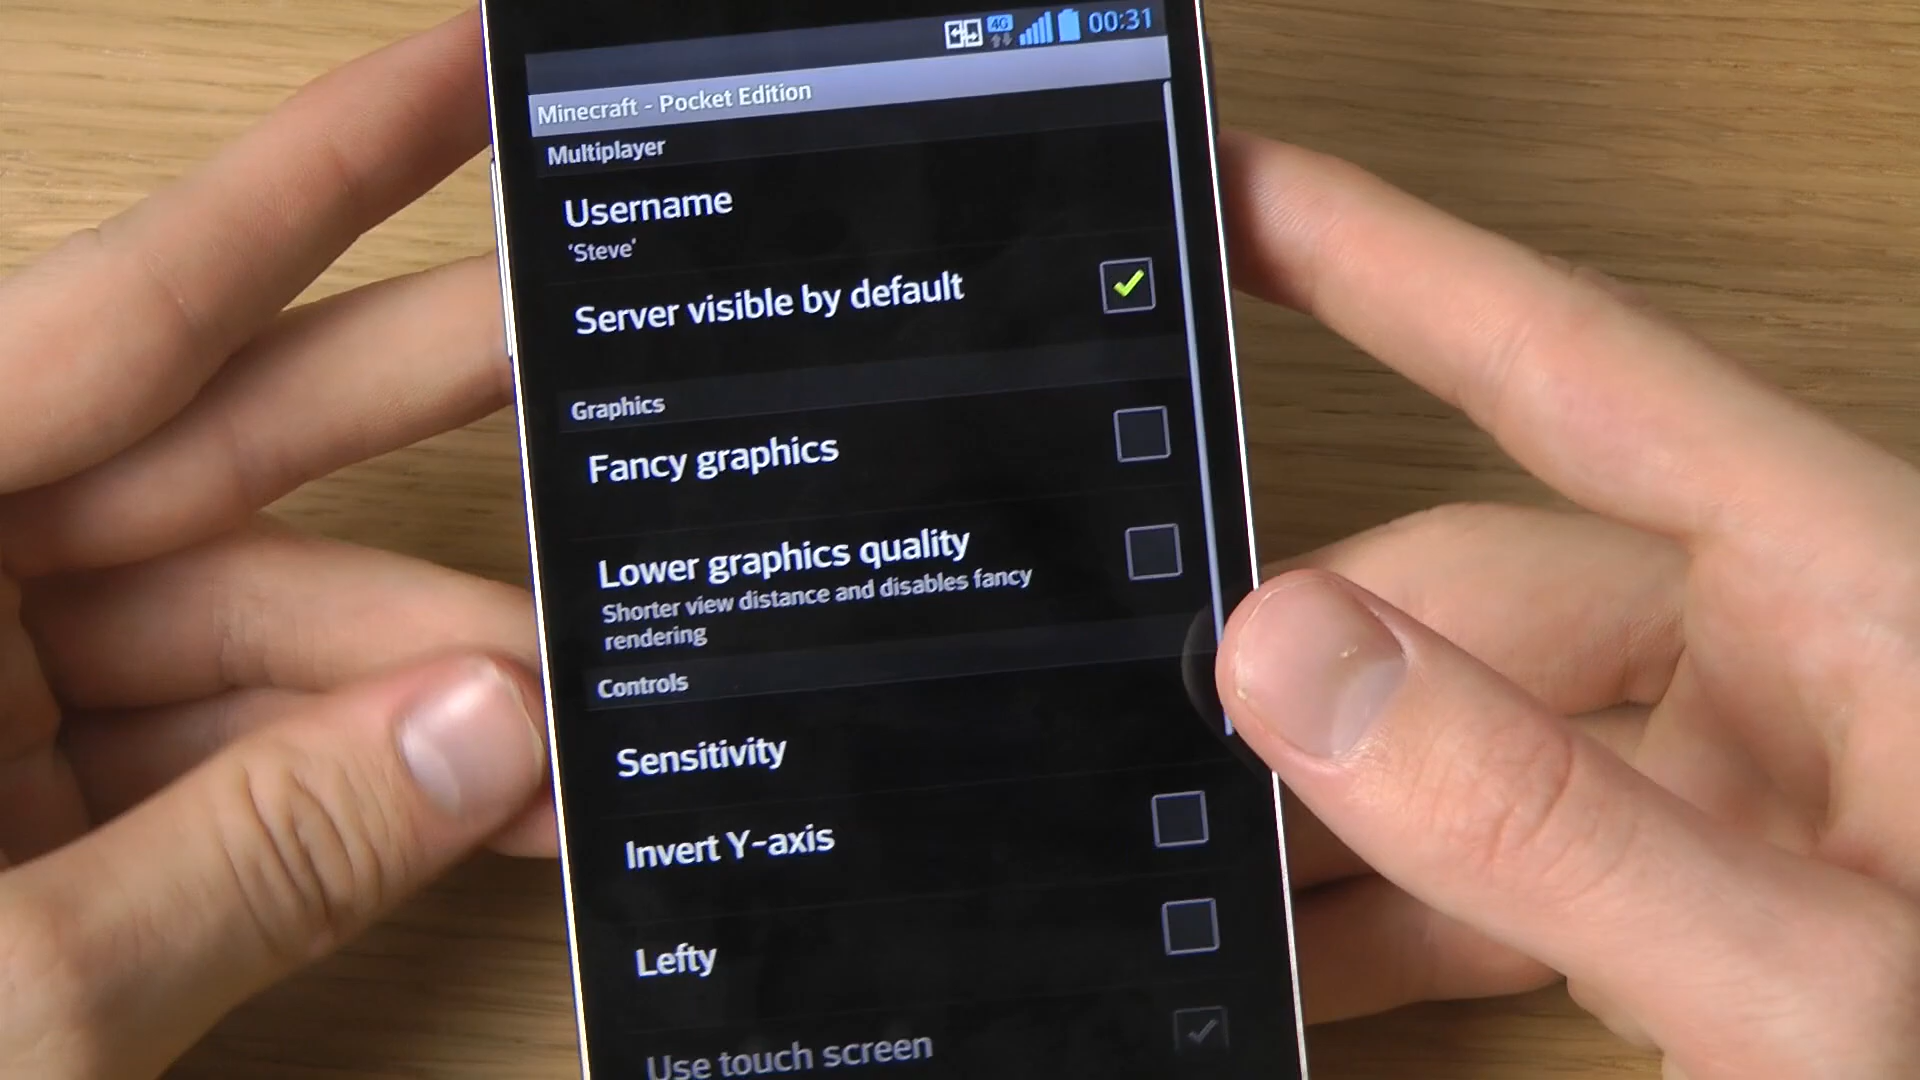 4G 00:31
Minecraft - Pocket Edition
Multiplayer
Username
'Steve'
Server visible by default
Graphics
Fancy graphics
Lower graphics quality
Shorter view distance and disables fancy
rendering
Controls
Sensitivity
Invert Y-axis
Lefty
Use touch screen